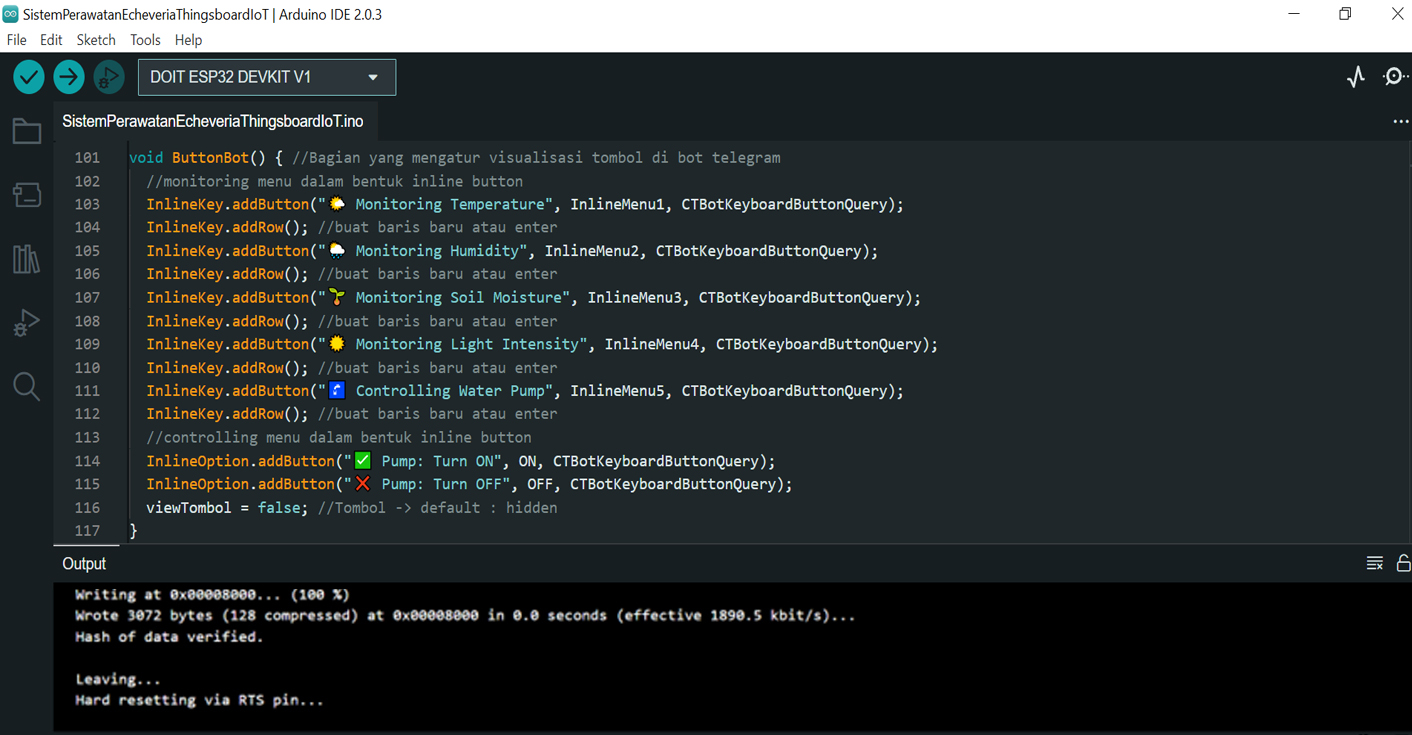 SistemPerawatanEcheveriaThingsboardIoT | Arduino IDE 2.0.3
File Edit Sketch Tools Help
DOIT ESP32 DEVKIT V1
SistemPerawatanEcheveriaThingsboardIoT.ino
101 void ButtonBot() { //Bagian yang mengatur visualisasi tombol di bot telegram
102 //monitoring menu dalam bentuk inline button
103 InlineKey.addButton("🌤 Monitoring Temperature", InlineMenu1, CTBotKeyboardButtonQuery);
104 InlineKey.addRow(); //buat baris baru atau enter
105 InlineKey.addButton("🌧 Monitoring Humidity", InlineMenu2, CTBotKeyboardButtonQuery);
106 InlineKey.addRow(); //buat baris baru atau enter
107 InlineKey.addButton("🌱 Monitoring Soil Moisture", InlineMenu3, CTBotKeyboardButtonQuery);
108 InlineKey.addRow(); //buat baris baru atau enter
109 InlineKey.addButton("☀ Monitoring Light Intensity", InlineMenu4, CTBotKeyboardButtonQuery);
110 InlineKey.addRow(); //buat baris baru atau enter
111 InlineKey.addButton("🚰 Controlling Water Pump", InlineMenu5, CTBotKeyboardButtonQuery);
112 InlineKey.addRow(); //buat baris baru atau enter
113 //controlling menu dalam bentuk inline button
114 InlineOption.addButton("✅ Pump: Turn ON", ON, CTBotKeyboardButtonQuery);
115 InlineOption.addButton("❌ Pump: Turn OFF", OFF, CTBotKeyboardButtonQuery);
116 viewTombol = false; //Tombol -> default : hidden
117 }
Output
Writing at 0x00008000... (100 %)
Wrote 3072 bytes (128 compressed) at 0x00008000 in 0.0 seconds (effective 1890.5 kbit/s)...
Hash of data verified.
Leaving...
Hard resetting via RTS pin...